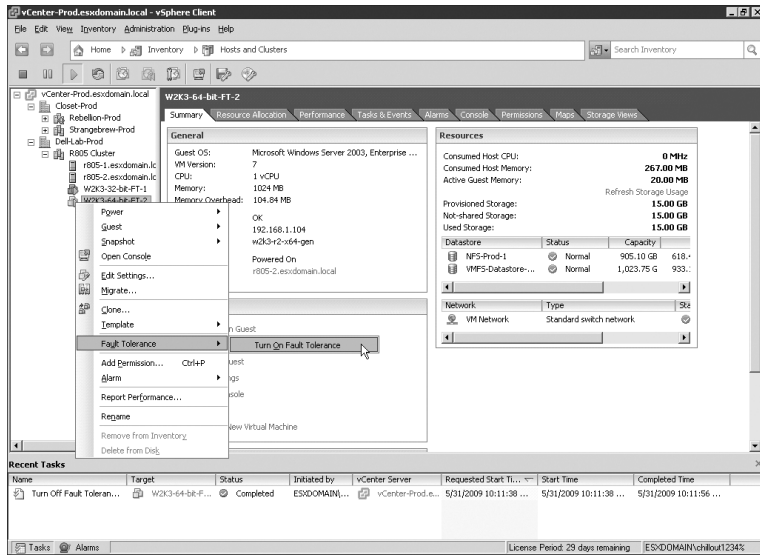 vCenter-Prod.esxdomain.local - vSphere Client
File Edit View Inventory Administration Plug-ins Help
Home Inventory Hosts and Clusters
Search Inventory
vCenter-Prod.esxdomain.local
Closet-Prod
Rebellion-Prod
Strangebrew-Prod
Dell-Lab-Prod
R805 Cluster
r805-1.esxdomain.lc
r805-2.esxdomain.lc
W2K3-32-bit-FT-1
W2K3-64-bit-FT-2
Power
Guest
Snapshot
Open Console
Edit Settings...
Migrate...
Clone...
Template
Fault Tolerance
Turn On Fault Tolerance
Add Permission... Ctrl+P
Alarm
Report Performance...
Rename
Remove from Inventory
Delete from Disk
W2K3-64-bit-FT-2
Summary Resource Allocation Performance Tasks & Events Alarms Console Permissions Maps Storage Views
General
Guest OS: Microsoft Windows Server 2003, Enterprise ...
VM Version: 7
CPU: 1 vCPU
Memory: 1024 MB
Memory Overhead: 104.84 MB
OK
192.168.1.104
w2k3-r2-x64-gen
Powered On
r805-2.esxdomain.local
n Guest
uest
ngs
nsole
New Virtual Machine
Resources
Consumed Host CPU: 0 MHz
Consumed Host Memory: 267.00 MB
Active Guest Memory: 20.00 MB
Refresh Storage Usage
Provisioned Storage: 15.00 GB
Not-shared Storage: 15.00 GB
Used Storage: 15.00 GB
Datastore Status Capacity
NFS-Prod-1 Normal 905.10 GB 618.
VMFS-Datastore-... Normal 1,023.75 G 933.
Network Type Sta
VM Network Standard switch network
Recent Tasks
Name Target Status Initiated by vCenter Server Requested Start Ti... Start Time Completed Time
Turn Off Fault Toleran... W2K3-64-bit-F... Completed ESXDOMAIN\... vCenter-Prod.e... 5/31/2009 10:11:38 ... 5/31/2009 10:11:38 ... 5/31/2009 10:11:56 ...
Tasks Alarms
License Period: 29 days remaining ESXDOMAIN\chillout1234%